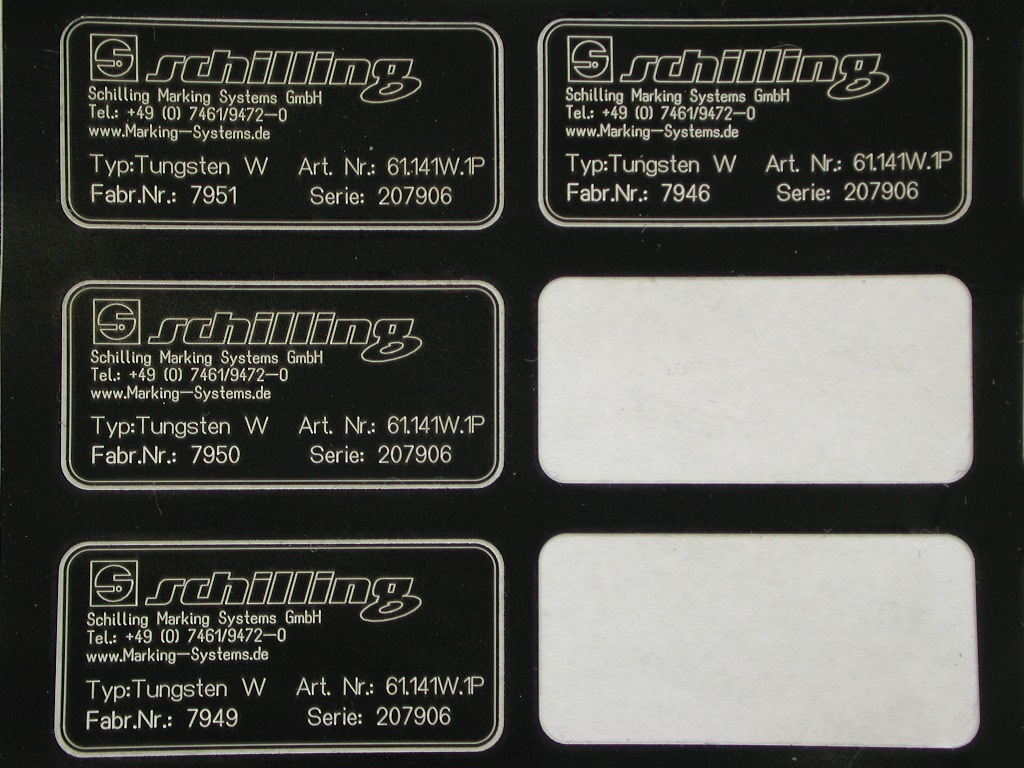 S schilling
Schilling Marking Systems GmbH
Tel.: +49 (0) 7461/9472-0
www.Marking-Systems.de
Typ:Tungsten W Art. Nr.: 61.141W.1P
Fabr.Nr.: 7951 Serie: 207906
S schilling
Schilling Marking Systems GmbH
Tel.: +49 (0) 7461/9472-0
www.Marking-Systems.de
Typ:Tungsten W Art. Nr.: 61.141W.1P
Fabr.Nr.: 7946 Serie: 207906
S schilling
Schilling Marking Systems GmbH
Tel.: +49 (0) 7461/9472-0
www.Marking-Systems.de
Typ:Tungsten W Art. Nr.: 61.141W.1P
Fabr.Nr.: 7950 Serie: 207906
S schilling
Schilling Marking Systems GmbH
Tel.: +49 (0) 7461/9472-0
www.Marking-Systems.de
Typ:Tungsten W Art. Nr.: 61.141W.1P
Fabr.Nr.: 7949 Serie: 207906